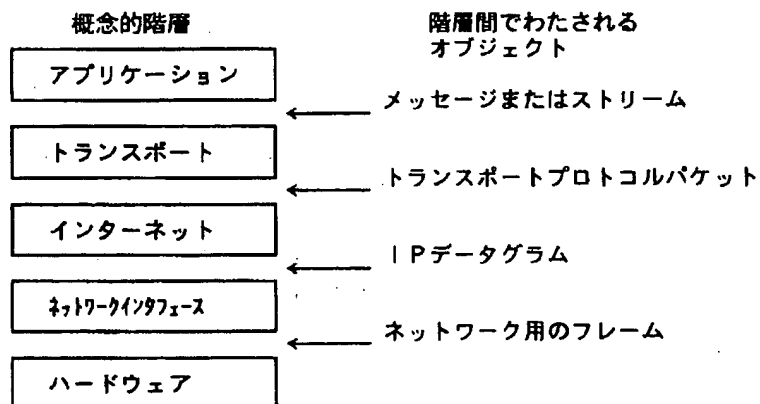 概念的階層
階層間でわたされる
オブジェクト
アプリケーション
メッセージまたはストリーム
トランスポート
トランスポートプロトコルパケット
インターネット
IPデータグラム
ネットワークインタフェース
ネットワーク用のフレーム
ハードウェア